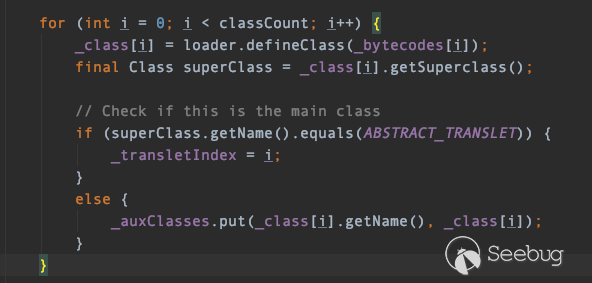 for (int i = 0; i < classCount; i++) {
    _class[i] = loader.defineClass(_bytecodes[i]);
    final Class superClass = _class[i].getSuperclass();

    // Check if this is the main class
    if (superClass.getName().equals(ABSTRACT_TRANSLET)) {
        _transletIndex = i;
    }
    else {
        _auxClasses.put(_class[i].getName(), _class[i]);
    }
}
Seebug